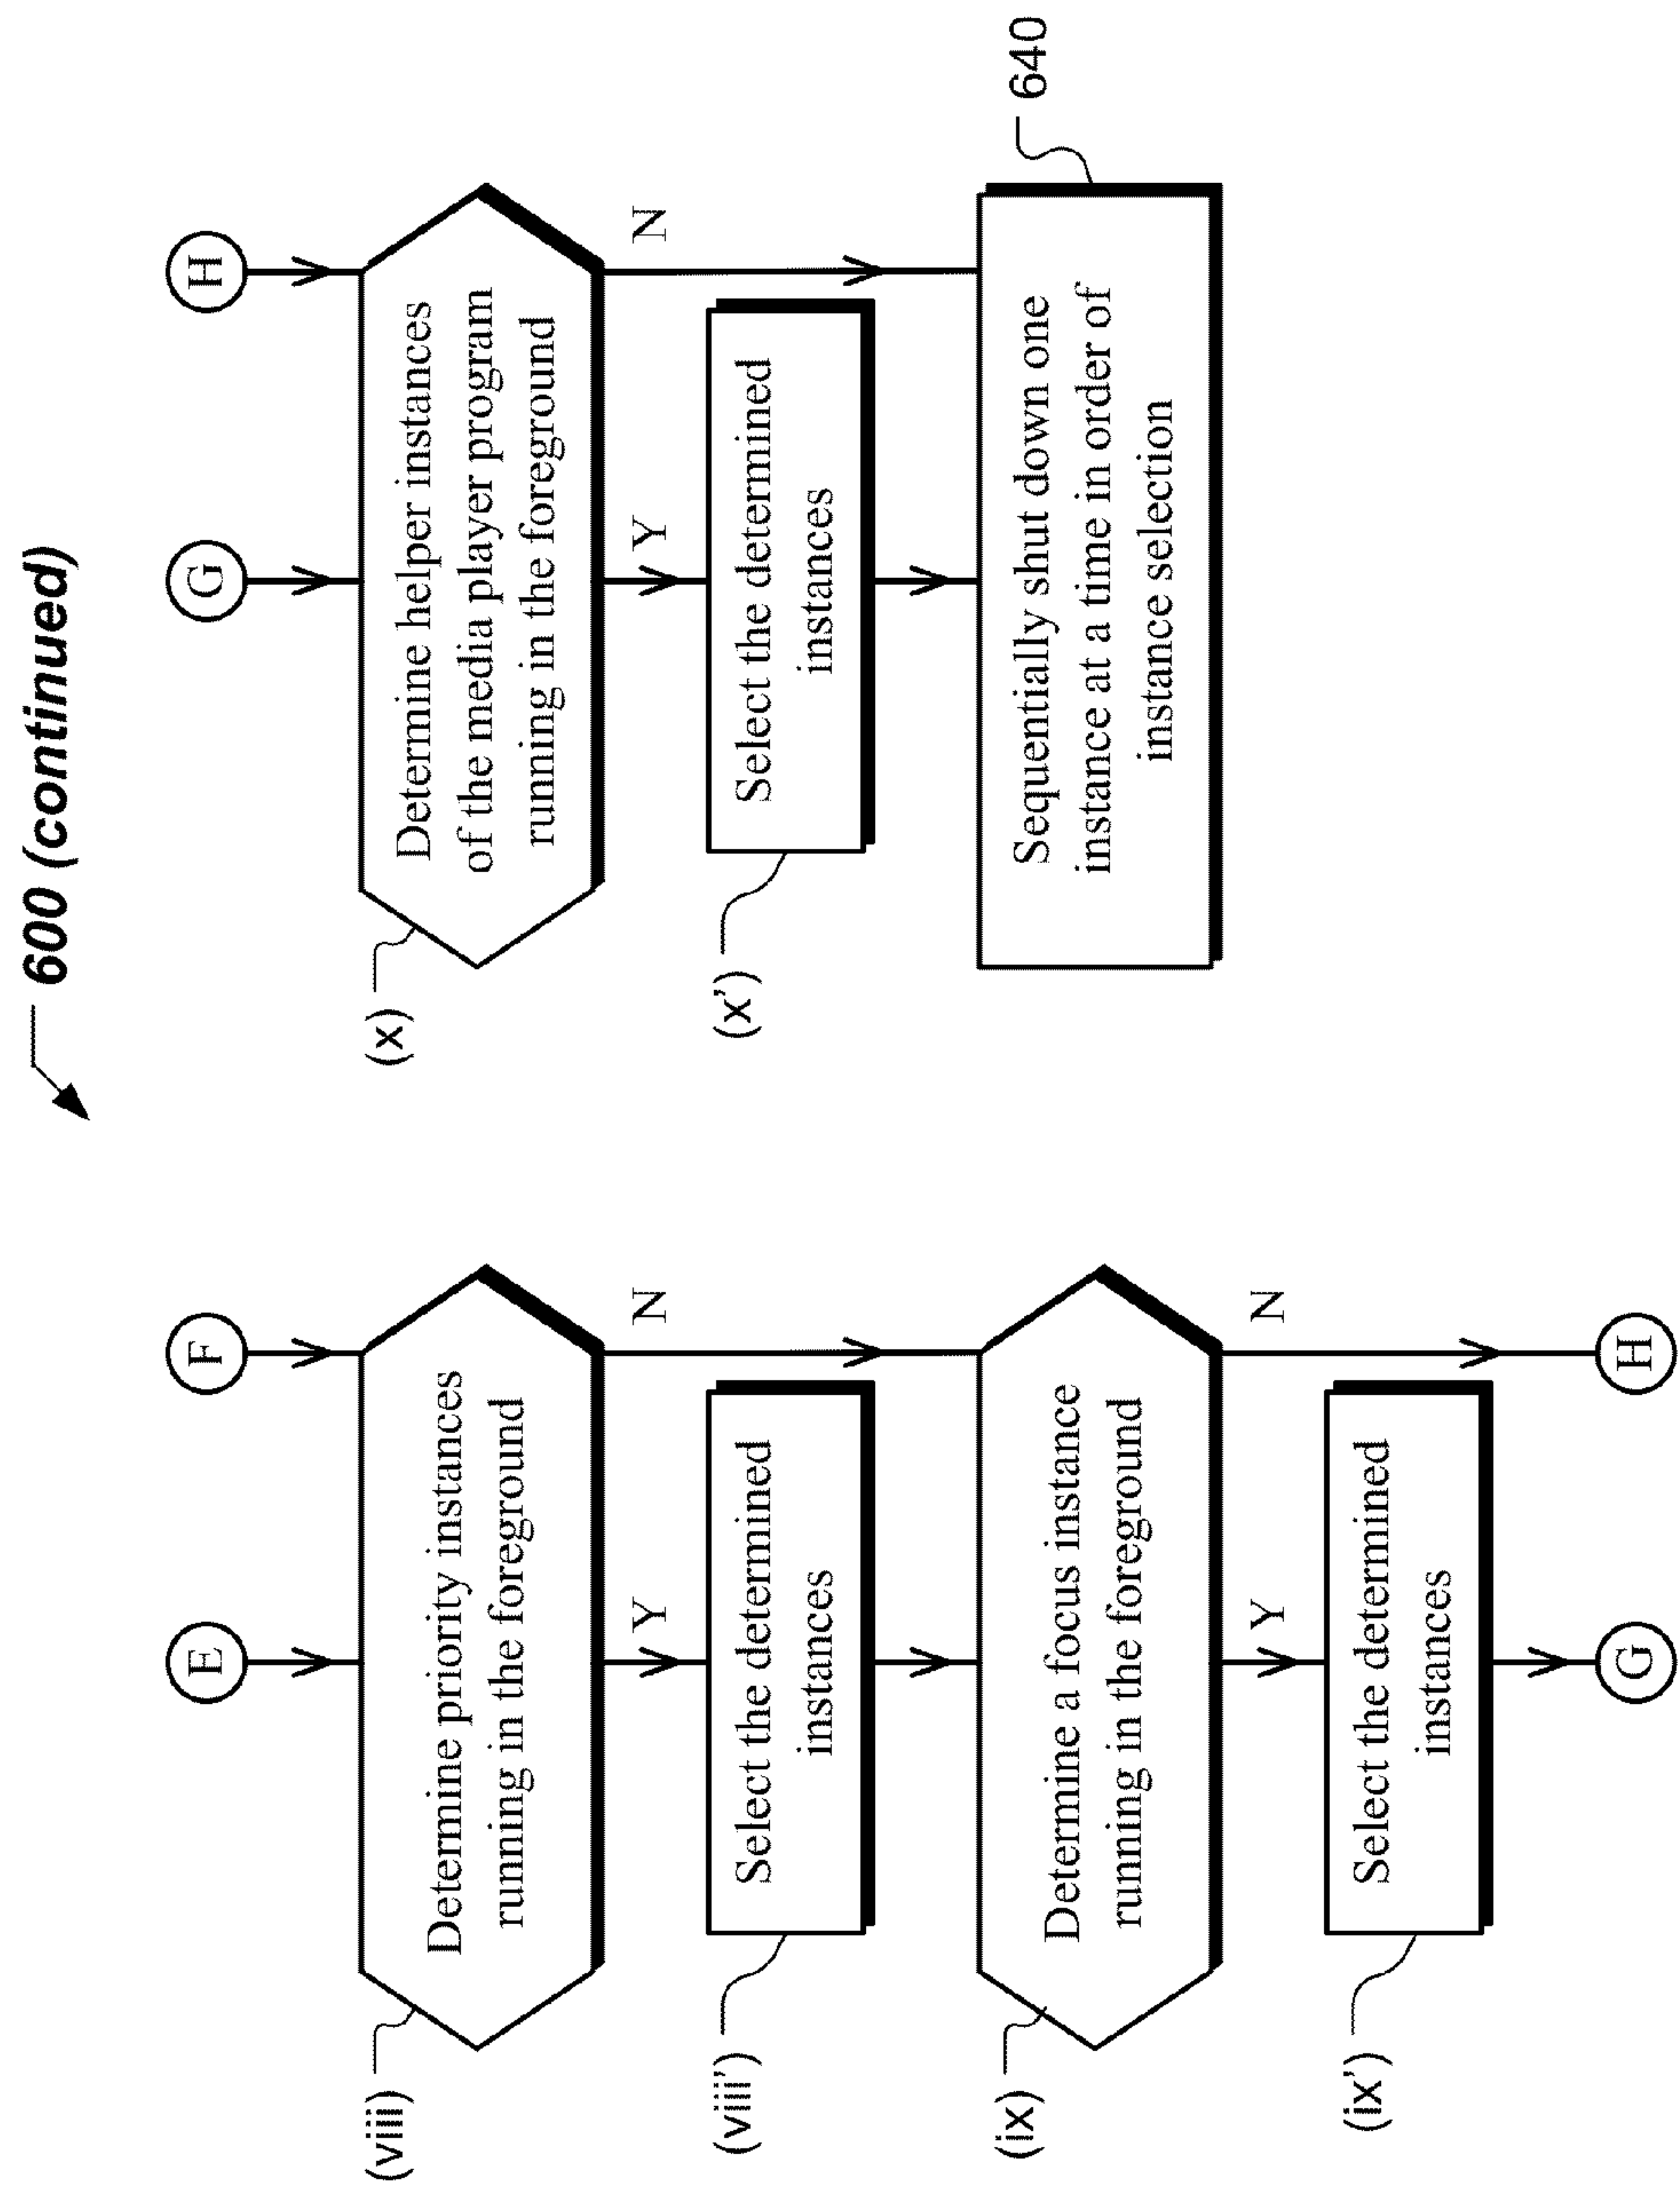 600 (continued)
E
F
(viii)
Determine priority instances
running in the foreground
Y
N
(viii')
Select the determined
instances
(ix)
Determine a focus instance
running in the foreground
Y
N
(ix')
Select the determined
instances
G
H
G
H
(x)
Determine helper instances
of the media player program
running in the foreground
Y
N
(x')
Select the determined
instances
Sequentially shut down one
instance at a time in order of
instance selection
640